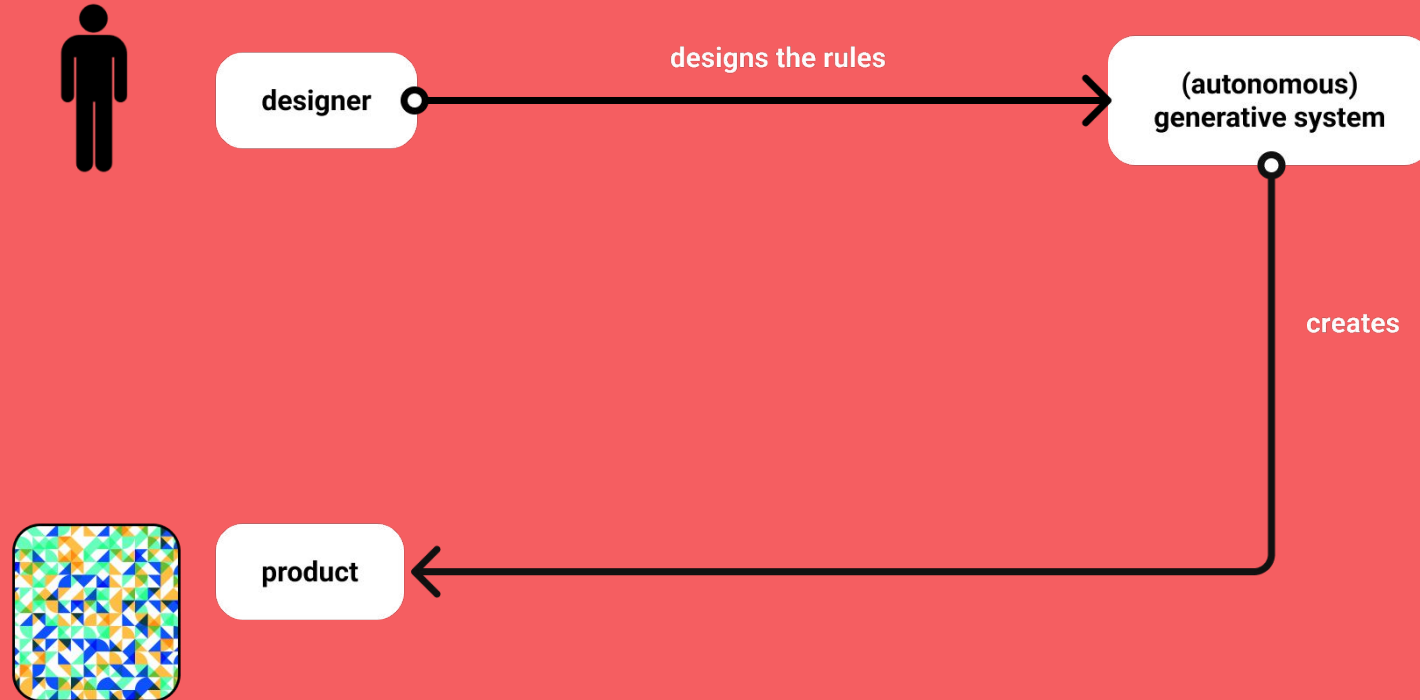 designer
designs the rules
(autonomous)
generative system
creates
product